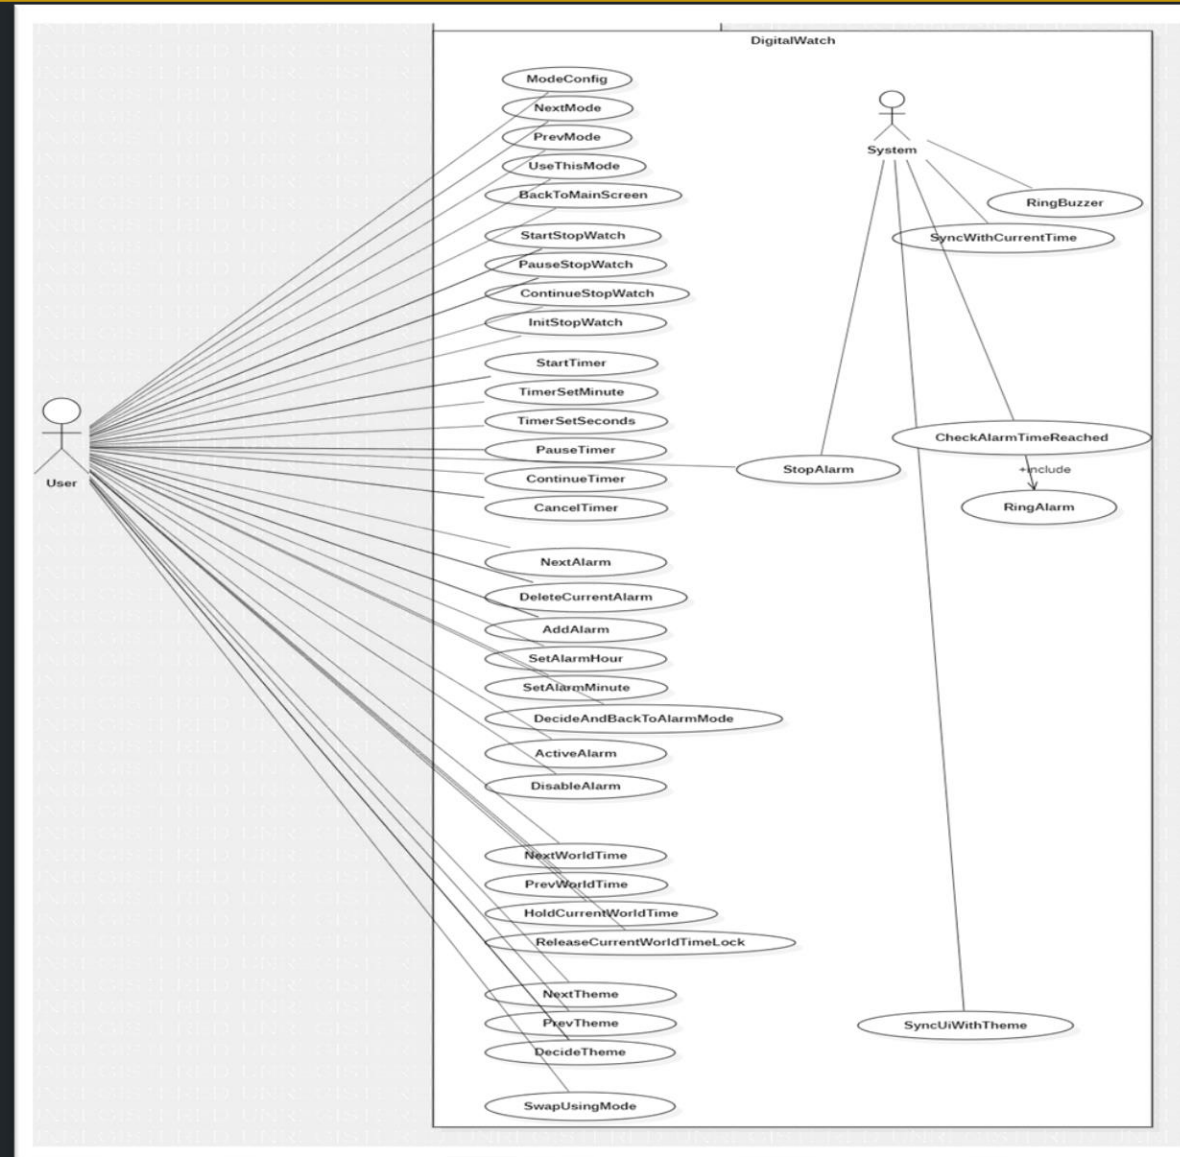 DigitalWatch
ModeConfig
NextMode
PrevMode
System
UseThisMode
BackToMainScreen
RingBuzzer
StartStopWatch
SyncWithCurrentTime
PauseStopWatch
ContinueStopWatch
InitStopWatch
StartTimer
TimerSetMinute
TimerSetSeconds
CheckAlarmTimeReached
PauseTimer
StopAlarm
+include
ContinueTimer
User
CancelTimer
RingAlarm
NextAlarm
DeleteCurrentAlarm
AddAlarm
SetAlarmHour
SetAlarmMinute
DecideAndBackToAlarmMode
ActiveAlarm
DisableAlarm
NextWorldTime
PrevWorldTime
HoldCurrentWorldTime
ReleaseCurrentWorldTimeLock
NextTheme
PrevTheme
SyncUiWithTheme
DecideTheme
SwapUsingMode